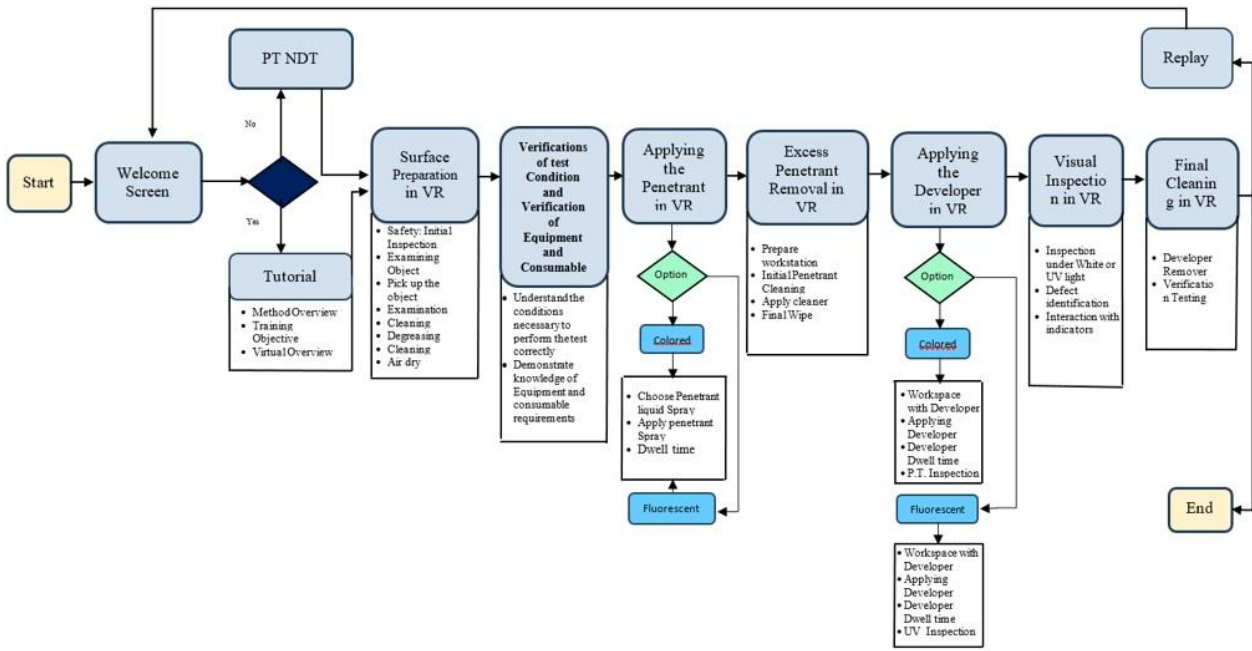 PT NDT
Replay
No
Start
Welcome
Screen
Yes
Tutorial
• Method Overview
• Training
Objective
• Virtual Overview
Surface
Preparation
in VR
• Safety: Initial
Inspection
• Examining
Object
• Pick up the
object
• Examination
• Cleaning
• Degreasing
• Cleaning
• Air dry
Verifications
of test
Condition
and
Verification
of
Equipment
and
Consumable
• Understand the
conditions
necessary to
perform the test
correctly
• Demonstrate
knowledge of
Equipment and
consumable
requirements
Applying
the
Penetrant
in VR
Option
Colored
• Choose Penetrant
liquid Spray
• Apply penetrant
Spray
• Dwell time
Fluorescent
Excess
Penetrant
Removal in
VR
• Prepare
workstation
• Initial Penetrant
Cleaning
• Apply cleaner
• Final Wipe
Applying
the
Developer
in VR
Option
Colored
• Workspace
with Developer
• Applying
Developer
• Developer
Dwell time
• P.T. Inspection
Fluorescent
• Workspace with
Developer
• Applying
Developer
• Developer
Dwell time
• UV Inspection
Visual
Inspectio
n in VR
• Inspection
under White or
UV light
• Defect
identification
• Interaction with
indicators
Final
Cleanin
g in VR
• Developer
Remover
• Verificatio
n Testing
End